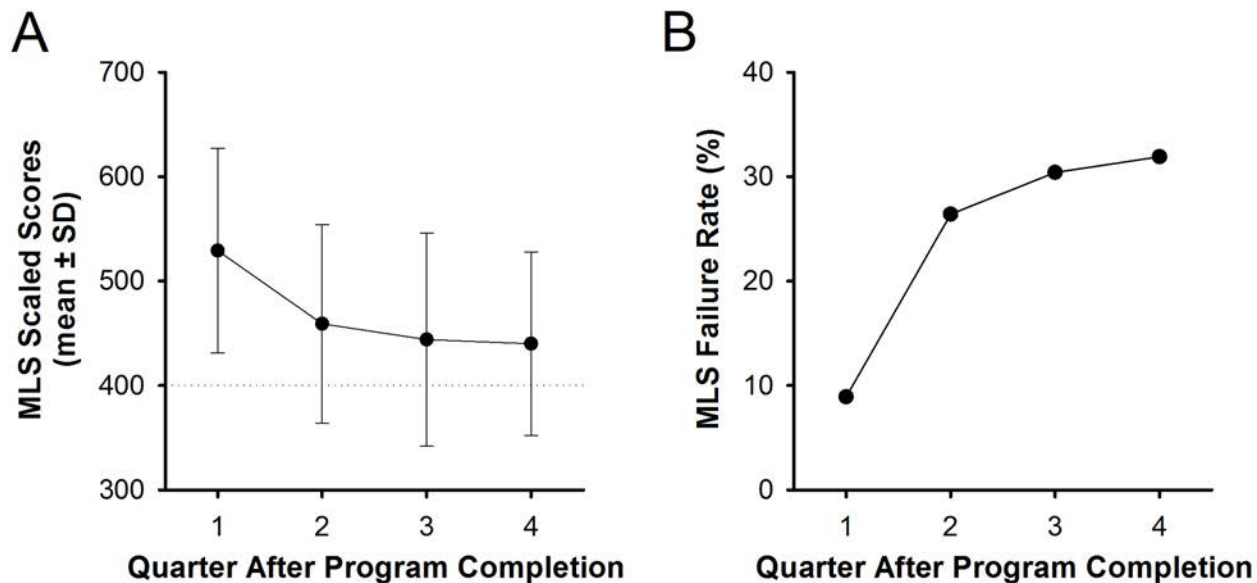 A
MLS Scaled Scores
(mean ± SD)
700
600
500
400
300
1 2 3 4
Quarter After Program Completion
B
MLS Failure Rate (%)
40
30
20
10
0
1 2 3 4
Quarter After Program Completion